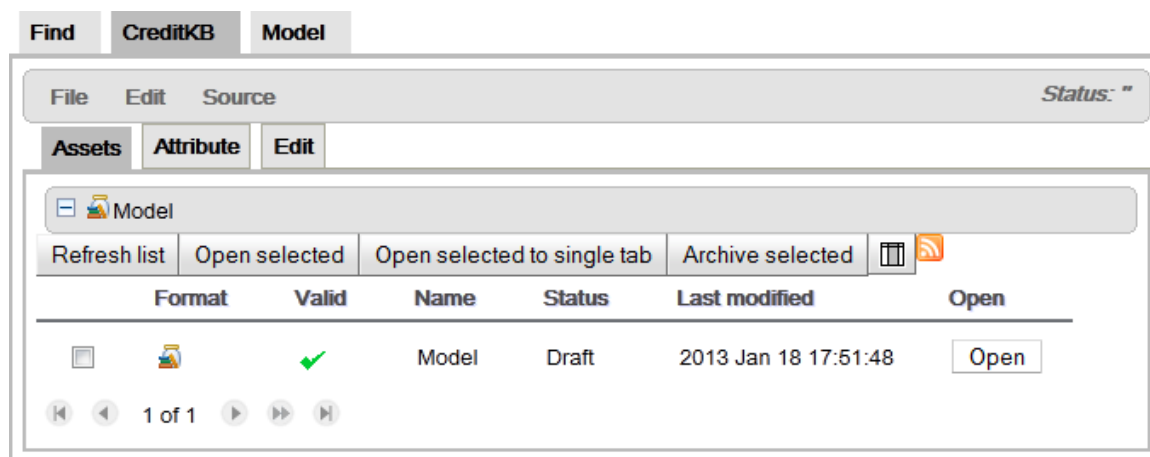 Find CreditKB Model
File Edit Source Status: "
Assets Attribute Edit
Model
Refresh list Open selected Open selected to single tab Archive selected
Format Valid Name Status Last modified Open
Model Draft 2013 Jan 18 17:51:48 Open
1 of 1